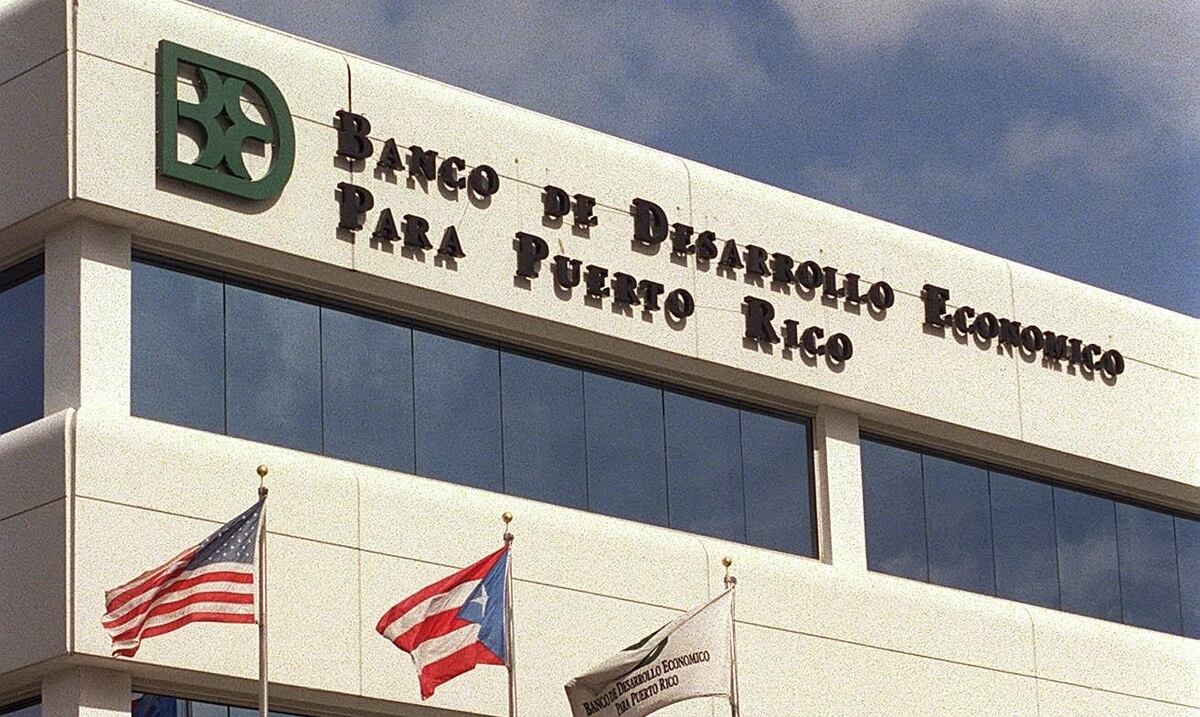 Banco de Desarrollo Economico
Para Puerto Rico
Banco de Desarrollo Economico
Para Puerto Rico